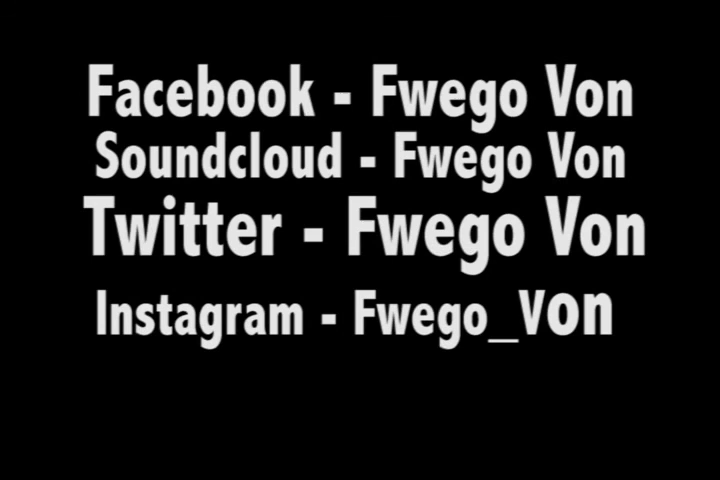 Facebook - Fwego Von
Soundcloud - Fwego Von
Twitter - Fwego Von
Instagram - Fwego_Von